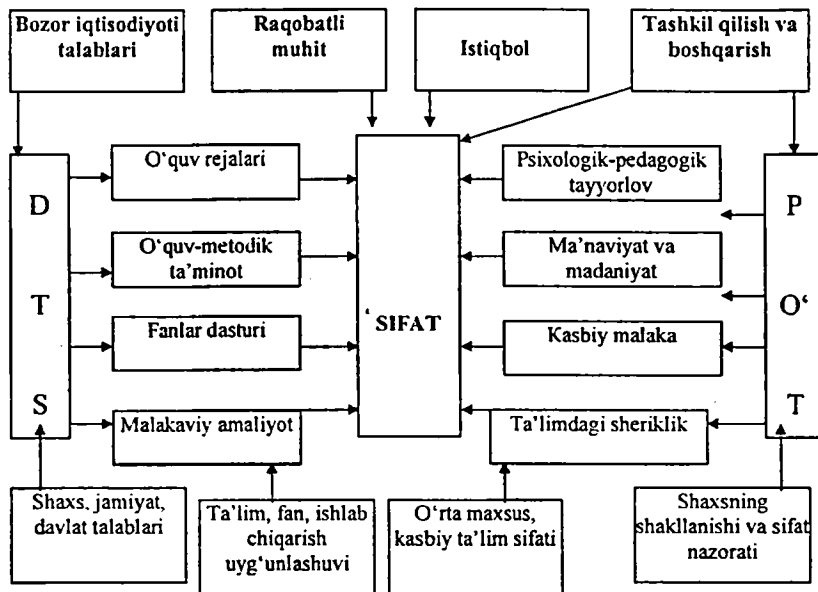 Bozor iqtisodiyoti
talablari
Raqobatli
muhit
Istiqbol
Tashkil qilish va
boshqarish
D
T
S
O‘quv rejalari
O‘quv-metodik
ta’minot
Fanlar dasturi
Malakaviy amaliyot
‘SIFAT
Psixologik-pedagogik
tayyorlov
Ma’naviyat va
madaniyat
Kasbiy malaka
Ta’limdagi sheriklik
P
O‘
T
Shaxs, jamiyat,
davlat talablari
Ta’lim, fan, ishlab
chiqarish
uyg‘unlashuvi
O‘rta maxsus,
kasbiy ta’lim sifati
Shaxsning
shakllanishi va sifat
nazorati